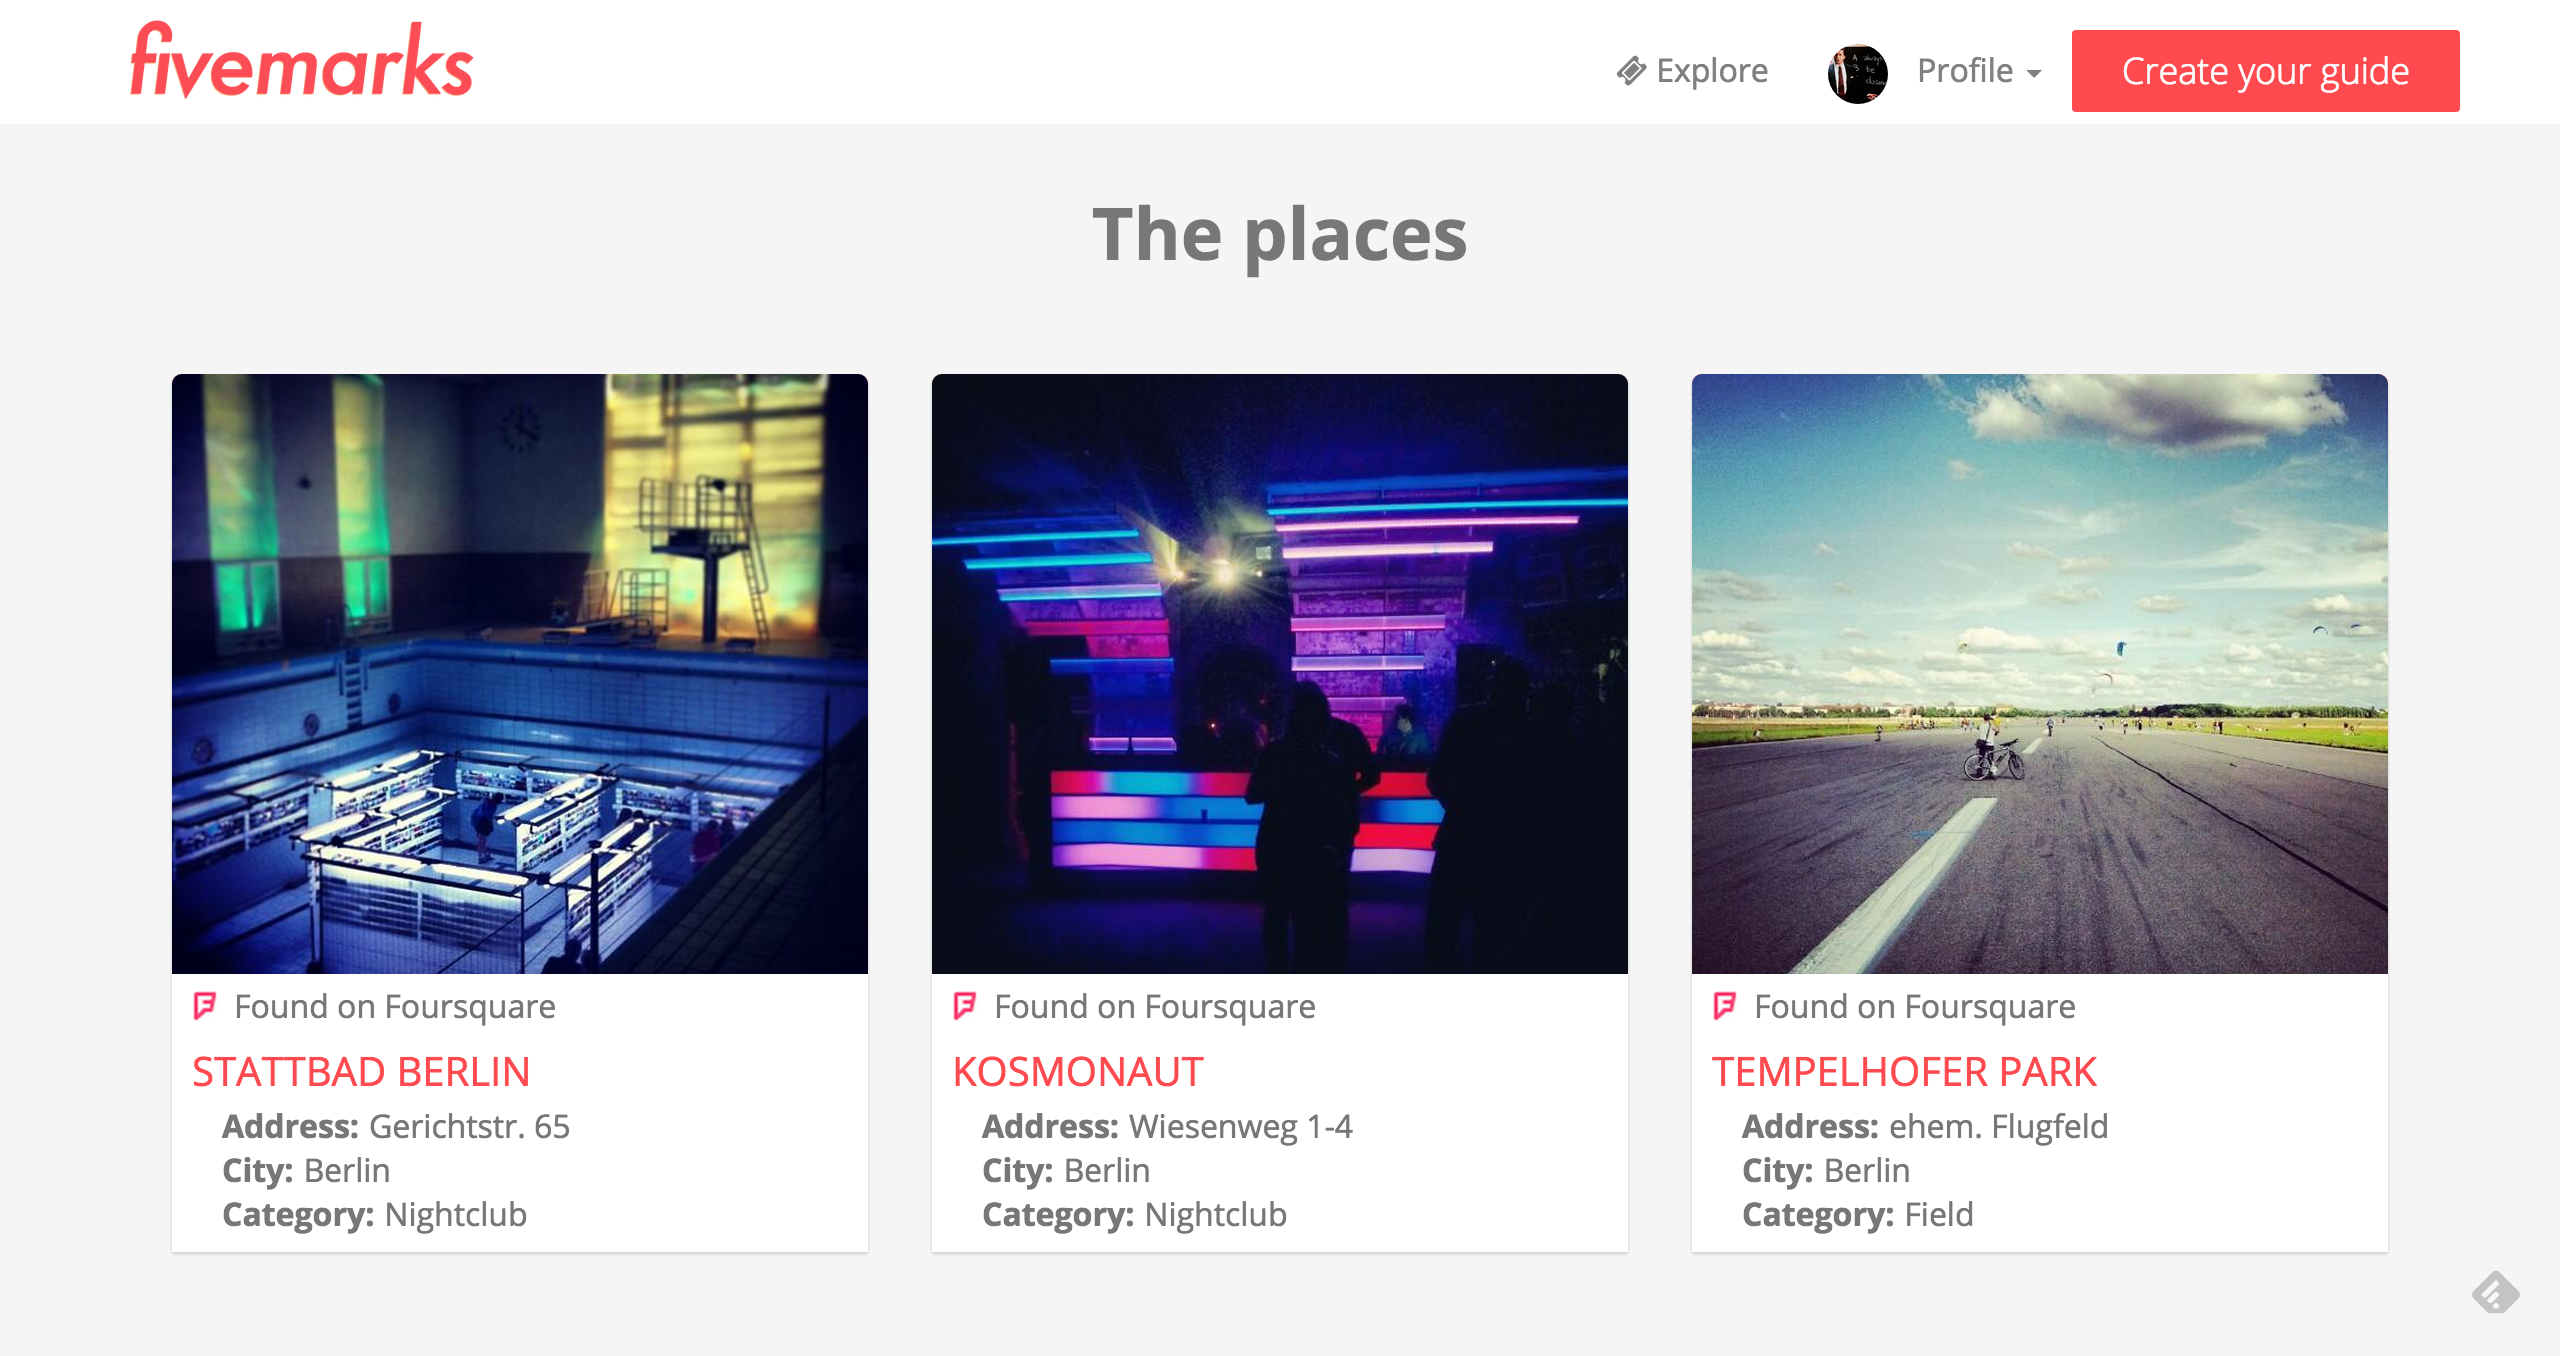 fivemarks
Explore
Profile
Create your guide
The places
Found on Foursquare
STATTBAD BERLIN
Address: Gerichtstr. 65
City: Berlin
Category: Nightclub
Found on Foursquare
KOSMONAUT
Address: Wiesenweg 1-4
City: Berlin
Category: Nightclub
Found on Foursquare
TEMPELHOFER PARK
Address: ehem. Flugfeld
City: Berlin
Category: Field